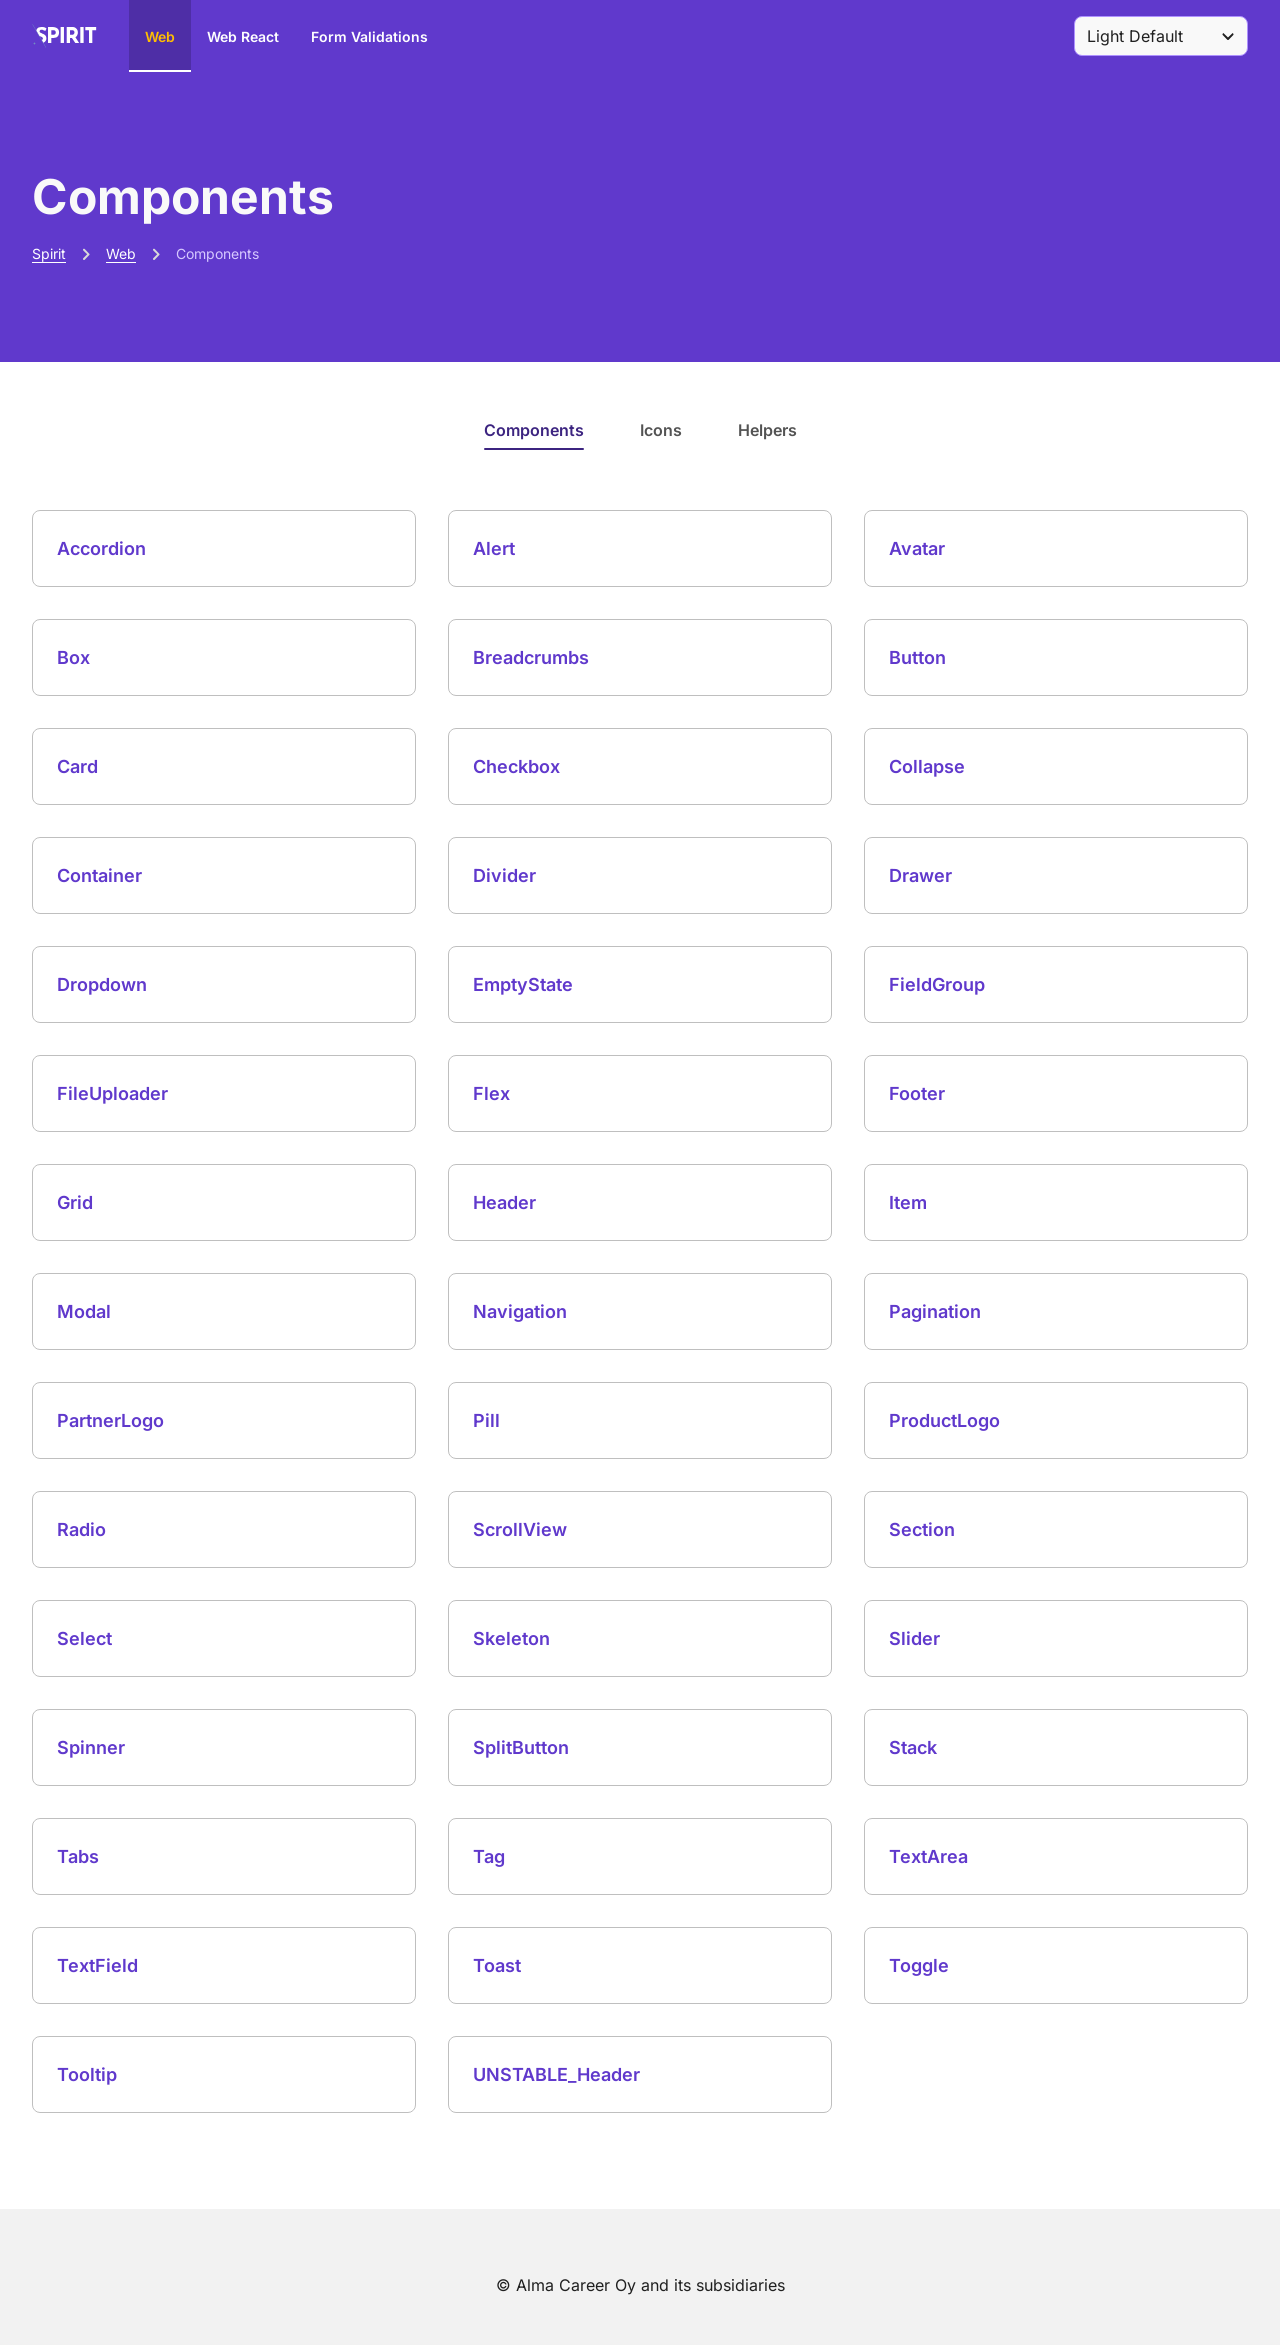 SPIRIT Web Web React Form Validations Light Default
Components
Spirit Web Components
Components Icons Helpers
Accordion Alert Avatar
Box Breadcrumbs Button
Card Checkbox Collapse
Container Divider Drawer
Dropdown EmptyState FieldGroup
FileUploader Flex Footer
Grid Header Item
Modal Navigation Pagination
PartnerLogo Pill ProductLogo
Radio ScrollView Section
Select Skeleton Slider
Spinner SplitButton Stack
Tabs Tag TextArea
TextField Toast Toggle
Tooltip UNSTABLE_Header
© Alma Career Oy and its subsidiaries